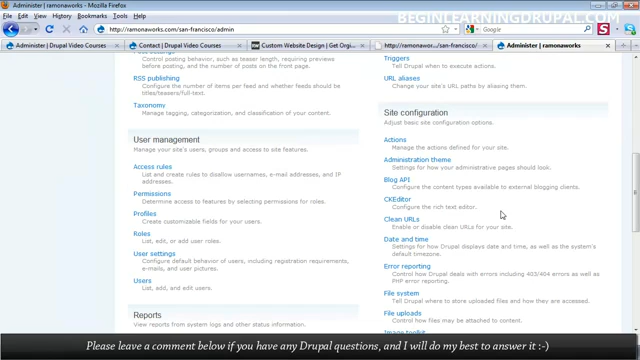 Administer | ramonaworks - Mozilla Firefox
BEGINLEARNINGDRUPAL.COM
File Edit View History Bookmarks Tools Help
http://ramonaworks.com/san-francisco/admin
Google
Administer | Drupal Video Courses
Contact | Drupal Video Courses
Custom Website Design | Get Orgi...
http://ramonawo...com/san-francisco/
Administer | ramonaworks
Control posting behavior, such as teaser length, requiring previews
before posting, and the number of posts on the front page.
RSS publishing
Configure the number of items per feed and whether feeds should be
titles/teasers/full-text.
Taxonomy
Manage tagging, categorization, and classification of your content.
User management
Manage your site's users, groups and access to site features.
Access rules
List and create rules to disallow usernames, e-mail addresses, and IP
addresses.
Permissions
Determine access to features by selecting permissions for roles.
Profiles
Create customizable fields for your users.
Roles
List, edit, or add user roles.
User settings
Configure default behavior of users, including registration requirements,
e-mails, and user pictures.
Users
List, add, and edit users.
Reports
View reports from system logs and other status information.
Triggers
Tell Drupal when to execute actions.
URL aliases
Change your site's URL paths by aliasing them.
Site configuration
Adjust basic site configuration options.
Actions
Manage the actions defined for your site.
Administration theme
Settings for how your administrative pages should look.
Blog API
Configure the content types available to external blogging clients.
CKEditor
Configure the rich text editor.
Clean URLs
Enable or disable clean URLs for your site.
Date and time
Settings for how Drupal displays date and time, as well as the system's
default timezone.
Error reporting
Control how Drupal deals with errors including 403/404 errors as well as
PHP error reporting.
File system
Tell Drupal where to store uploaded files and how they are accessed.
File uploads
Control how files may be attached to content.
Image toolkit
Please leave a comment below if you have any Drupal questions, and I will do my best to answer it :-)